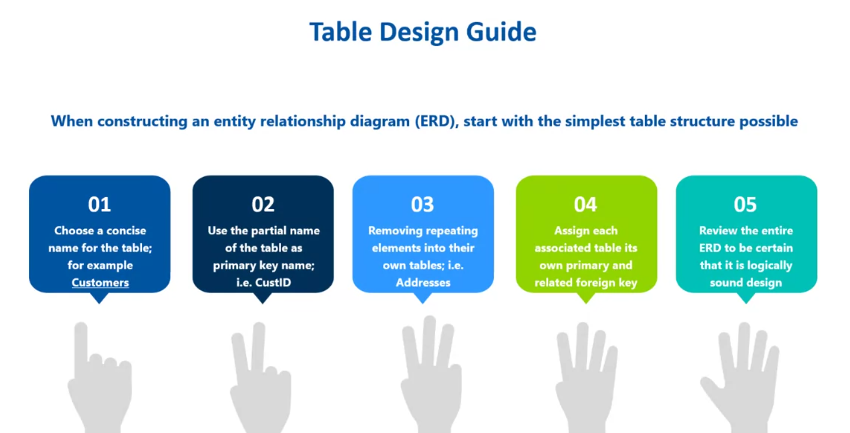 Table Design Guide
When constructing an entity relationship diagram (ERD), start with the simplest table structure possible
01
Choose a concise
name for the table;
for example
Customers
02
Use the partial name
of the table as
primary key name;
i.e. CustID
03
Removing repeating
elements into their
own tables; i.e.
Addresses
04
Assign each
associated table its
own primary and
related foreign key
05
Review the entire
ERD to be certain
that it is logically
sound design